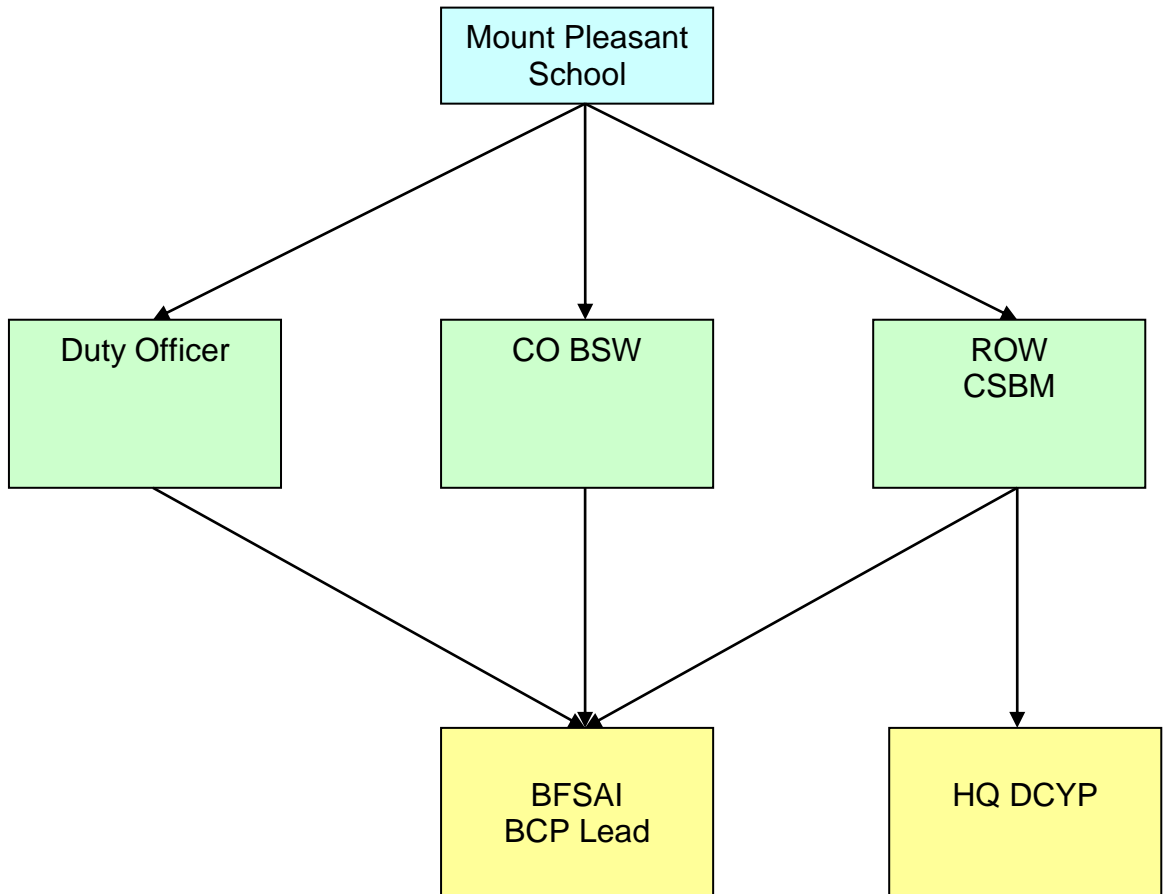 Mount Pleasant
School
Duty Officer
CO BSW
ROW
CSBM
BFSAI
BCP Lead
HQ DCYP